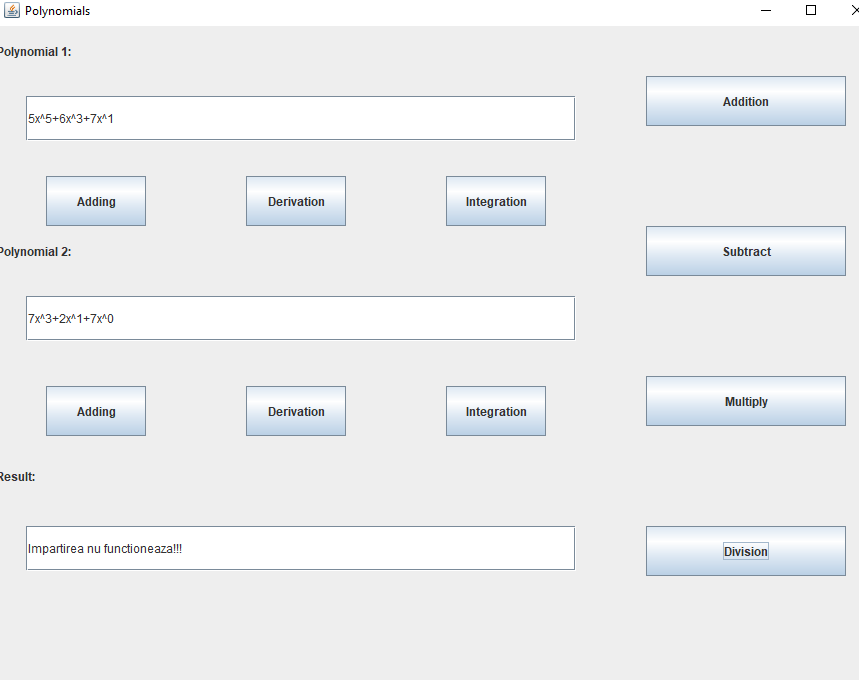 Polynomials
Polynomial 1:
Addition
5x^5+6x^3+7x^1
Adding
Derivation
Integration
Polynomial 2:
Subtract
7x^3+2x^1+7x^0
Multiply
Adding
Derivation
Integration
Result:
Impartirea nu functioneaza!!!
Division